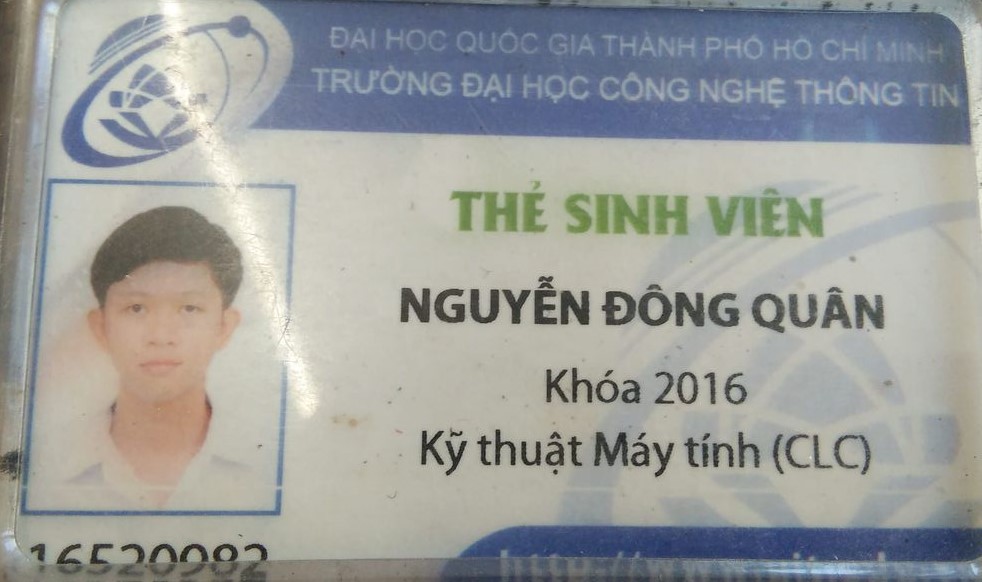 ĐẠI HỌC QUỐC GIA THÀNH PHỐ HỒ CHÍ MINH
TRƯỜNG ĐẠI HỌC CÔNG NGHỆ THÔNG TIN
THẺ SINH VIÊN
NGUYỄN ĐÔNG QUÂN
Khóa 2016
Kỹ thuật Máy tính (CLC)
16520982